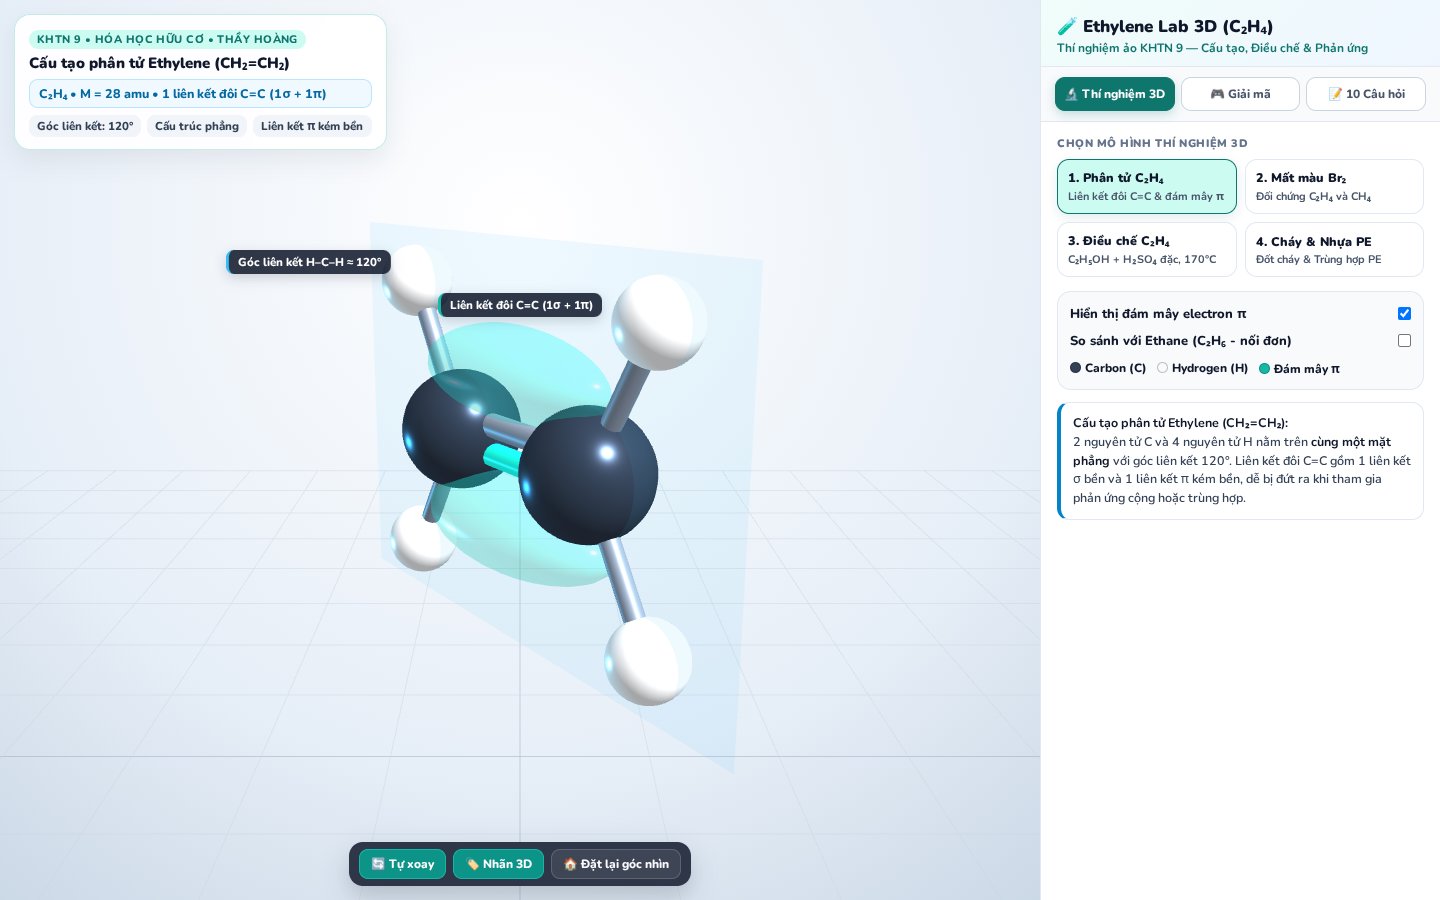 KHTN 9 • HÓA HỌC HỮU CƠ • THẦY HOÀNG
Cấu tạo phân tử Ethylene (CH₂=CH₂)
C₂H₄ • M = 28 amu • 1 liên kết đôi C=C (1σ + 1π)
Góc liên kết: 120°
Cấu trúc phẳng
Liên kết π kém bền
Góc liên kết H–C–H ≈ 120°
Liên kết đôi C=C (1σ + 1π)
🔄 Tự xoay
🏷️ Nhãn 3D
🏠 Đặt lại góc nhìn
🧪 Ethylene Lab 3D (C₂H₄)
Thí nghiệm ảo KHTN 9 — Cấu tạo, Điều chế & Phản ứng
🔬 Thí nghiệm 3D
🎮 Giải mã
📝 10 Câu hỏi
CHỌN MÔ HÌNH THÍ NGHIỆM 3D
1. Phân tử C₂H₄
Liên kết đôi C=C & đám mây π
2. Mất màu Br₂
Đối chứng C₂H₄ và CH₄
3. Điều chế C₂H₄
C₂H₅OH + H₂SO₄ đặc, 170°C
4. Cháy & Nhựa PE
Đốt cháy & Trùng hợp PE
Hiển thị đám mây electron π
So sánh với Ethane (C₂H₆ - nối đơn)
Carbon (C)
Hydrogen (H)
Đám mây π
Cấu tạo phân tử Ethylene (CH₂=CH₂):
2 nguyên tử C và 4 nguyên tử H nằm trên cùng một mặt
phẳng với góc liên kết 120°. Liên kết đôi C=C gồm 1 liên kết
σ bền và 1 liên kết π kém bền, dễ bị đứt ra khi tham gia
phản ứng cộng hoặc trùng hợp.